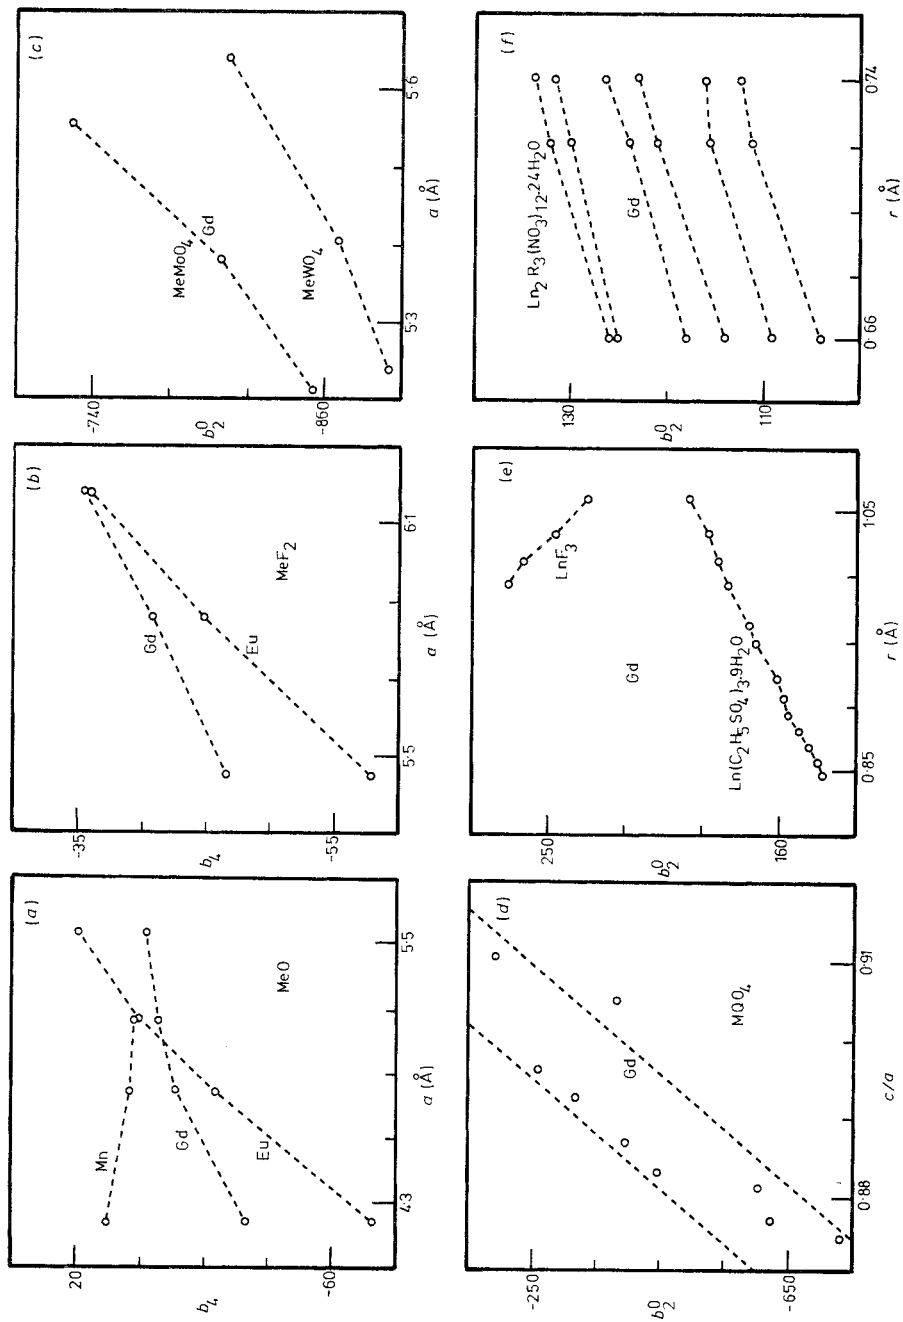 (a)
20
-60
b₄
Mn
Gd
Eu
MeO
4·3
5·5
a (Å)
(b)
-35
-55
b₄
Gd
Eu
MeF₂
5·5
6·1
a (Å)
(c)
-740
-860
b₂⁰
MeMoO₄
Gd
MeWO₄
5·3
5·6
a (Å)
(d)
-250
-650
b₂⁰
Gd
MQO₄
0·88
0·91
c/a
(e)
250
160
b₂⁰
LnF₃
Gd
Ln(C₂H₅SO₄)₃·9H₂O
0·85
1·05
r (Å)
(f)
130
110
b₂⁰
Ln₂R₃(NO₃)₁₂·24H₂O
Gd
0·66
0·74
r (Å)